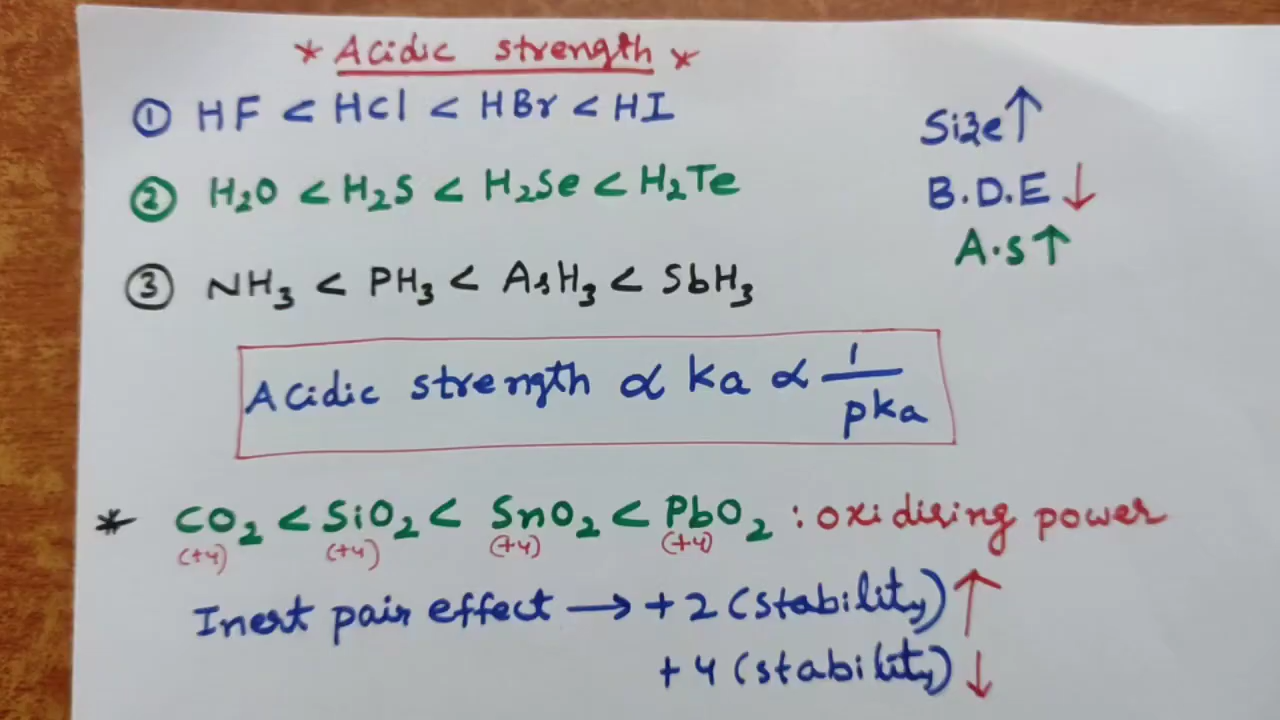 * Acidic strength *
① HF < HCl < HBr < HI
Size ↑
② H₂O < H₂S < H₂Se < H₂Te
B.D.E ↓
A.s ↑
③ NH₃ < PH₃ < AsH₃ < SbH₃
Acidic strength ∝ ka ∝ 1/pka
* CO₂ < SiO₂ < SnO₂ < PbO₂ : oxidising power
(+4) (+4) (+4) (+4)
Inert pair effect → +2 (stability) ↑
+4 (stability) ↓